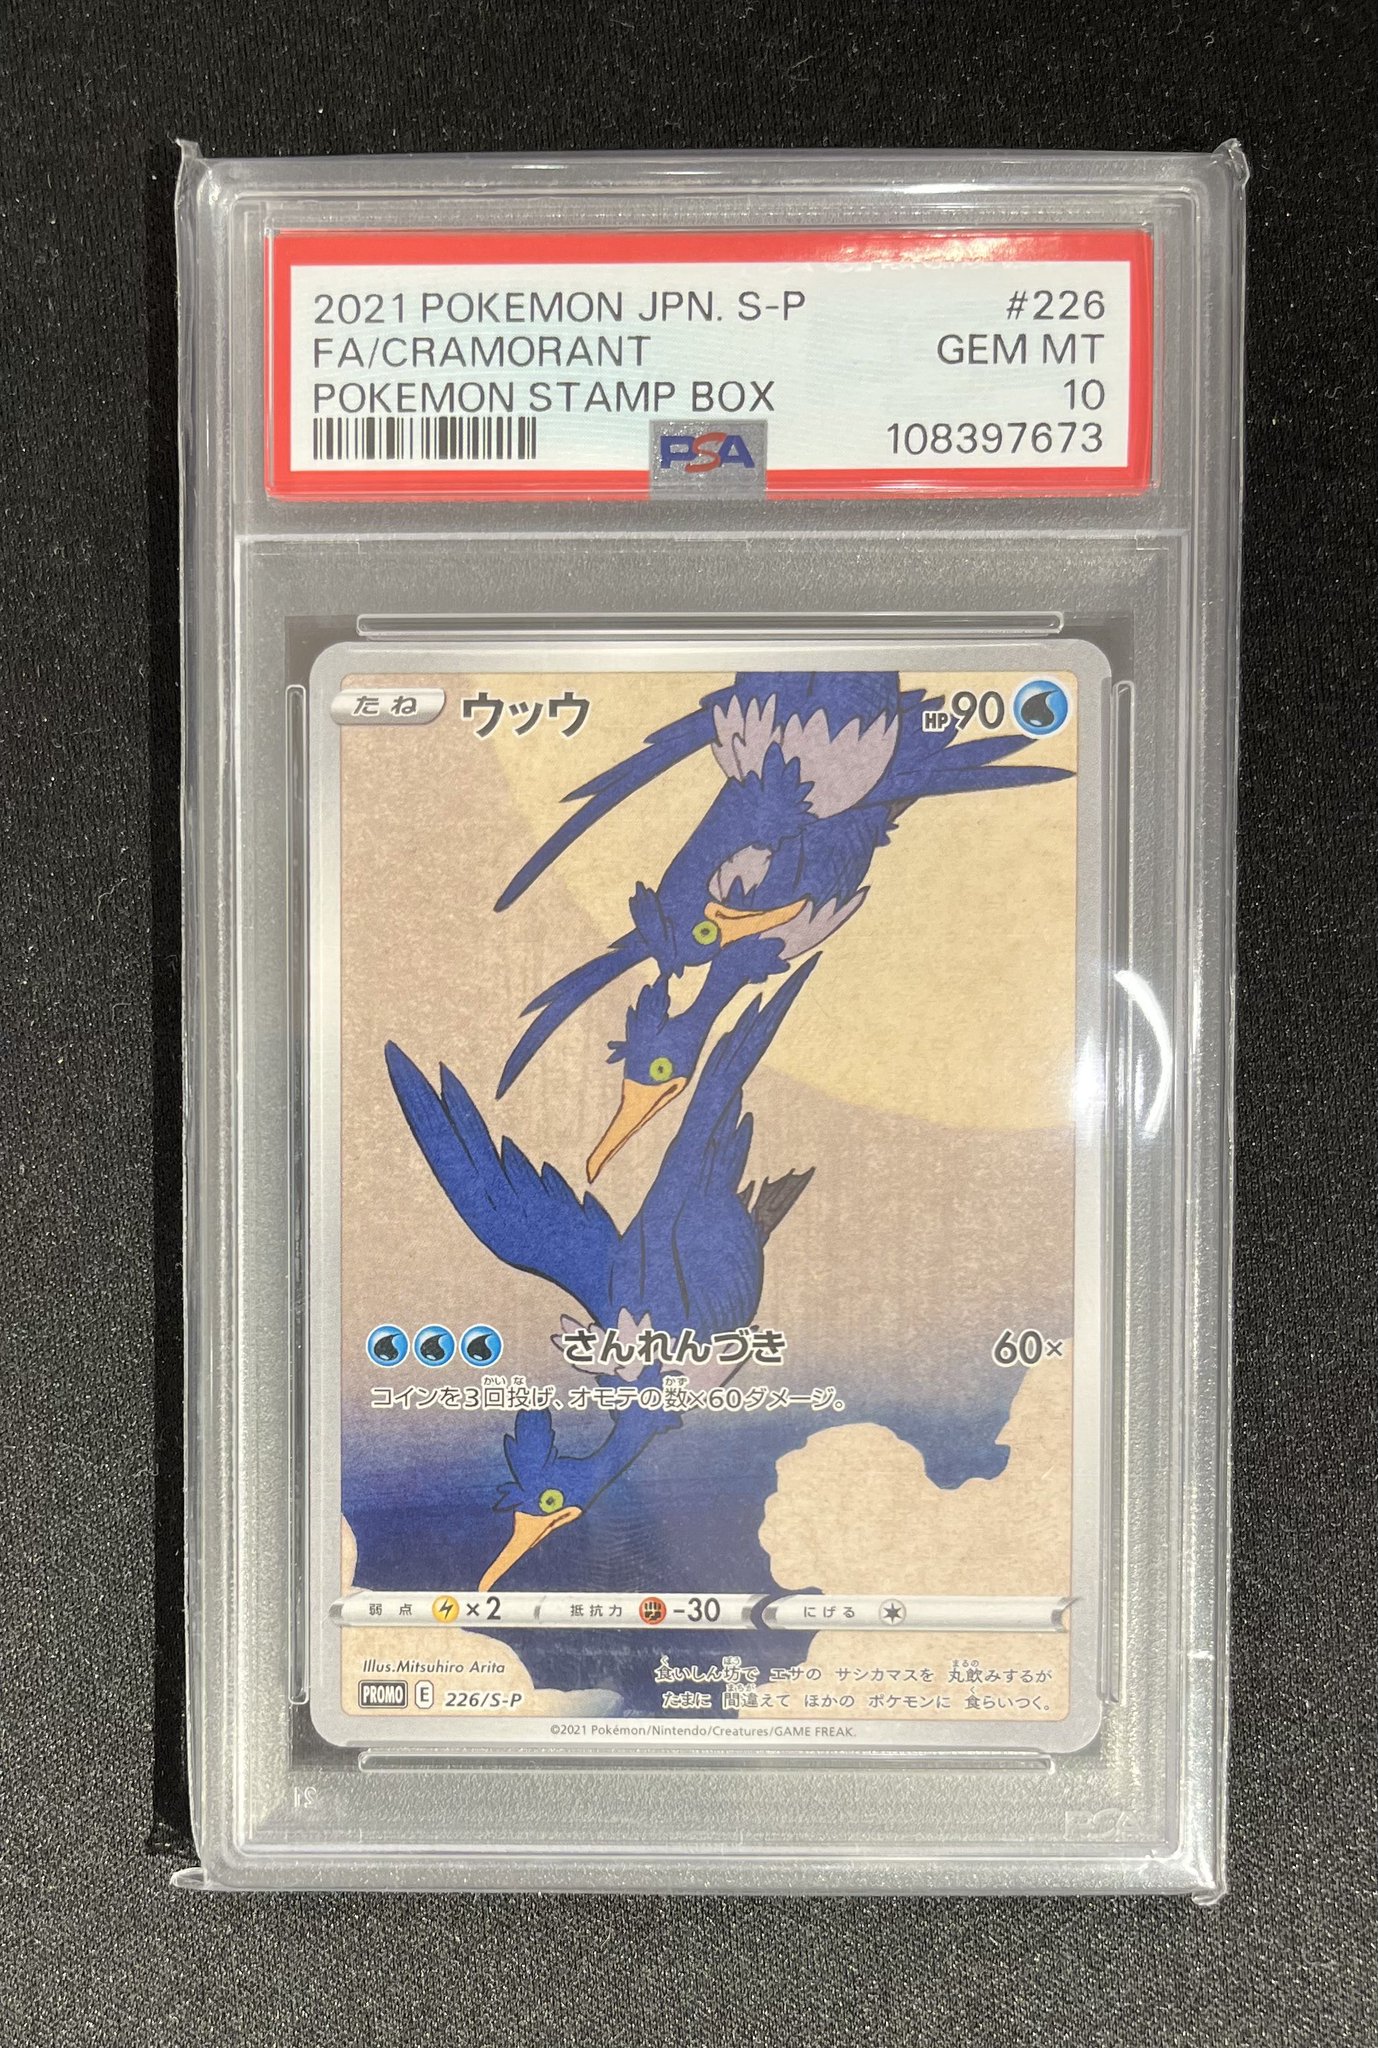 2021 POKEMON JPN. S-P #226
FA/CRAMORANT GEM MT
POKEMON STAMP BOX 10
PSA 108397673
たね ウッウ HP90
さんれんづき 60×
コインを3回投げ、オモテの数×60ダメージ。
弱点 ×2 抵抗力 -30 にげる
Illus.Mitsuhiro Arita
食いしん坊で エサの サシカマスを 丸飲みするが
PROMO E 226/S-P
たまに 間違えて ほかの ポケモンに 食らいつく。
©2021 Pokémon/Nintendo/Creatures/GAME FREAK.